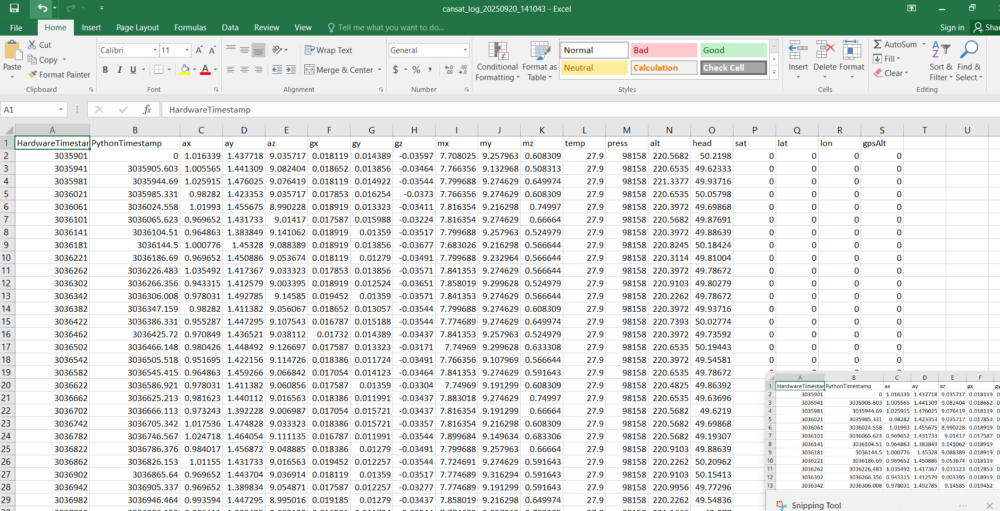 cansat_log_20250920_141043 - Excel
File Home Insert Page Layout Formulas Data Review View Tell me what you want to do... Sign in Shar
Paste Cut Copy Format Painter Clipboard
Calibri 11 B I U A Font
Wrap Text Merge & Center Alignment
General $ % Number
Conditional Formatting Format as Table
Normal Bad Good
Neutral Calculation Check Cell
Styles
Insert Delete Format Cells
AutoSum Fill Clear Sort & Filter Find & Select Editing
A1 fx HardwareTimestamp
A B C D E F G H I J K L M N O P Q R S T U
1 HardwareTimestar PythonTimestamp ax ay az gx gy gz mx my mz temp press alt head sat lat lon gpsAlt
2 3035901 0 1.016339 1.437718 9.035717 0.018119 0.014389 -0.03597 7.708025 9.257963 0.608309 27.9 98158 220.5682 50.2198 0 0 0 0
3 3035941 3035905.603 1.005565 1.441309 9.082404 0.018652 0.013856 -0.03464 7.766356 9.132968 0.508313 27.9 98158 220.6535 49.62333 0 0 0 0
4 3035981 3035944.69 1.025915 1.476025 9.076419 0.018119 0.014922 -0.03544 7.799688 9.274629 0.649974 27.9 98158 221.3377 49.93716 0 0 0 0
5 3036021 3035985.331 0.98282 1.423353 9.035717 0.017853 0.016254 -0.0373 7.766356 9.274629 0.608309 27.9 98158 220.6535 50.05798 0 0 0 0
6 3036061 3036024.558 1.01993 1.455675 8.990228 0.018919 0.013323 -0.03411 7.816354 9.216298 0.74997 27.9 98158 220.3972 49.69868 0 0 0 0
7 3036101 3036065.623 0.969652 1.431733 9.01417 0.017587 0.015988 -0.03224 7.816354 9.274629 0.66664 27.9 98158 220.5682 49.87691 0 0 0 0
8 3036141 3036104.51 0.964863 1.383849 9.141062 0.018919 0.01359 -0.03517 7.799688 9.257963 0.524979 27.9 98158 220.3972 49.88639 0 0 0 0
9 3036181 3036144.5 1.000776 1.45328 9.088389 0.018919 0.013856 -0.03677 7.683026 9.216298 0.566644 27.9 98158 220.8245 50.18424 0 0 0 0
10 3036221 3036186.69 0.969652 1.450886 9.053674 0.018119 0.01279 -0.03491 7.799688 9.232964 0.566644 27.9 98158 220.3114 49.81004 0 0 0 0
11 3036262 3036226.483 1.035492 1.417367 9.033323 0.017853 0.013856 -0.03571 7.841353 9.274629 0.566644 27.9 98158 220.3972 49.78672 0 0 0 0
12 3036302 3036266.356 0.943315 1.412579 9.003395 0.018919 0.012524 -0.03651 7.858019 9.299628 0.524979 27.9 98158 220.9103 49.80279 0 0 0 0
13 3036342 3036306.008 0.978031 1.492785 9.14585 0.019452 0.01359 -0.03571 7.841353 9.274629 0.566644 27.9 98158 220.2262 49.78672 0 0 0 0
14 3036382 3036347.159 0.98282 1.411382 9.056067 0.018652 0.013057 -0.03544 7.799688 9.274629 0.608309 27.9 98158 220.3972 49.93716 0 0 0 0
15 3036422 3036386.331 0.955287 1.447295 9.107543 0.016787 0.015188 -0.03544 7.774689 9.274629 0.649974 27.9 98158 220.7393 50.02774 0 0 0 0
16 3036462 3036425.72 0.970849 1.436521 9.038112 0.01732 0.014389 -0.03437 7.841353 9.257963 0.524979 27.9 98158 220.3972 49.73592 0 0 0 0
17 3036502 3036466.148 0.980426 1.448492 9.126697 0.017587 0.013323 -0.03171 7.74969 9.299628 0.633308 27.9 98158 220.6535 50.19443 0 0 0 0
18 3036542 3036505.518 0.951695 1.422156 9.114726 0.018386 0.011724 -0.03491 7.766356 9.107969 0.566644 27.9 98158 220.3972 49.54581 0 0 0 0
19 3036582 3036545.415 0.964863 1.459266 9.066842 0.017054 0.014123 -0.03464 7.841353 9.274629 0.591643 27.9 98158 220.6535 49.78672
20 3036622 3036586.921 0.978031 1.411382 9.060856 0.017587 0.01359 -0.03304 7.74969 9.191299 0.608309 27.9 98158 220.4825 49.86392
21 3036662 3036625.213 0.981623 1.440112 9.016563 0.018386 0.011991 -0.03437 7.883018 9.274629 0.74997 27.9 98158 220.6535 49.63696
22 3036702 3036666.113 0.973243 1.392228 9.006987 0.017054 0.015721 -0.03437 7.816354 9.191299 0.66664 27.9 98158 220.5682 49.6219
23 3036742 3036705.342 1.017536 1.474828 9.033323 0.018386 0.015721 -0.03357 7.816354 9.216298 0.608309 27.9 98158 220.5682 49.69868
24 3036782 3036746.567 1.024718 1.464054 9.111135 0.016787 0.011991 -0.03544 7.899684 9.149634 0.683306 27.9 98158 220.5682 49.19307
25 3036822 3036786.376 0.984017 1.456872 9.048885 0.018386 0.01279 -0.03491 7.799688 9.257963 0.66664 27.9 98158 220.9103 49.88639
26 3036862 3036826.153 1.01155 1.431733 9.016563 0.019452 0.012257 -0.03544 7.724691 9.274629 0.591643 27.9 98158 220.2262 50.20962
27 3036902 3036865.64 0.969652 1.443704 9.036914 0.018119 0.01359 -0.03517 7.774689 9.316294 0.591643 27.9 98158 220.9103 50.15413
28 3036942 3036905.337 0.969652 1.389834 9.054871 0.017587 0.012257 -0.03277 7.774689 9.191299 0.591643 27.9 98158 220.9956 49.77296
29 3036982 3036946.464 0.993594 1.447295 8.995016 0.019185 0.01279 -0.03437 7.858019 9.216298 0.649974 27.9 98158 220.2262 49.54836
A B C D E F
1 HardwareTimestar PythonTimestamp ax ay az gx gy
2 3035901 0 1.016339 1.437718 9.035717 0.018119 0
3 3035941 3035905.603 1.005565 1.441309 9.082404 0.018652 0
4 3035981 3035944.69 1.025915 1.476025 9.076419 0.018119 0
5 3036021 3035985.331 0.98282 1.423353 9.035717 0.017853 0
6 3036061 3036024.558 1.01993 1.455675 8.990228 0.018919 0
7 3036101 3036065.623 0.969652 1.431733 9.01417 0.017587 0
8 3036141 3036104.51 0.964863 1.383849 9.141062 0.018919
9 3036181 3036144.5 1.000776 1.45328 9.088389 0.018919 0
10 3036221 3036186.69 0.969652 1.450886 9.053674 0.018119
11 3036262 3036226.483 1.035492 1.417367 9.033323 0.017853 0
12 3036302 3036266.356 0.943315 1.412579 9.003395 0.018919 0
13 3036342 3036306.008 0.978031 1.492785 9.14585 0.019452
Snipping Tool